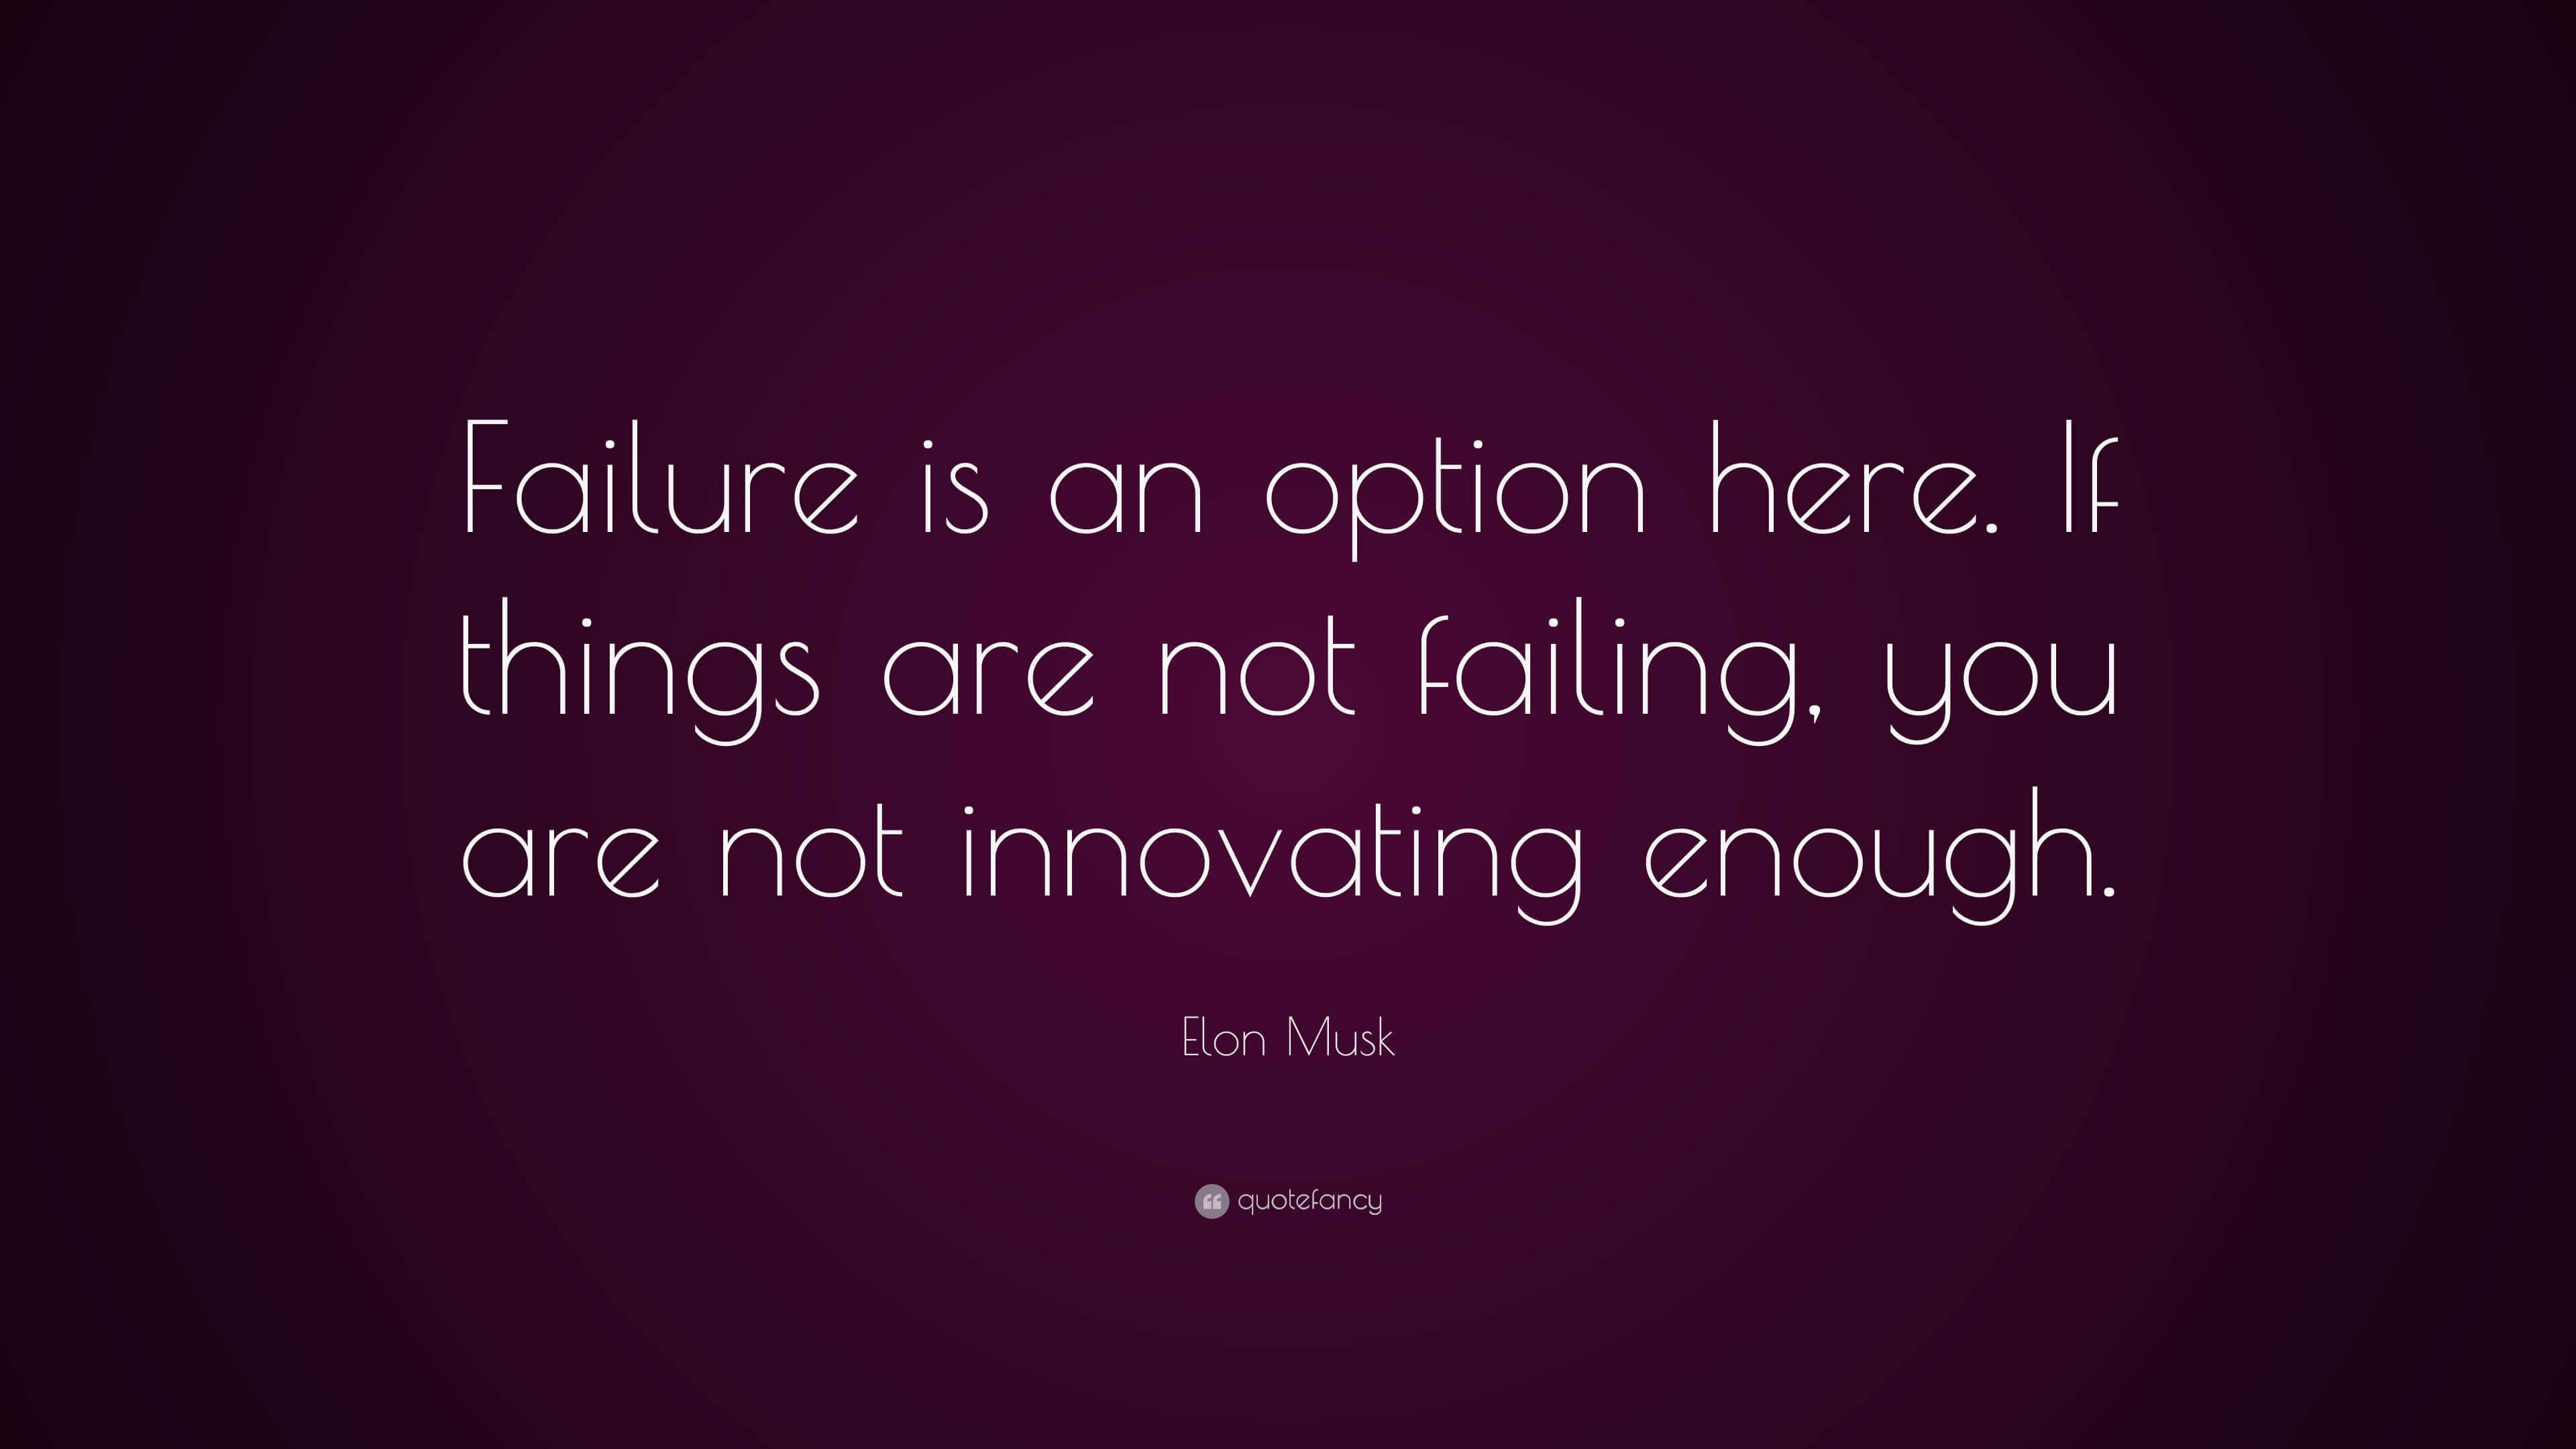 Failure is an option here. If
things are not failing, you
are not innovating enough.
Elon Musk
quotefancy